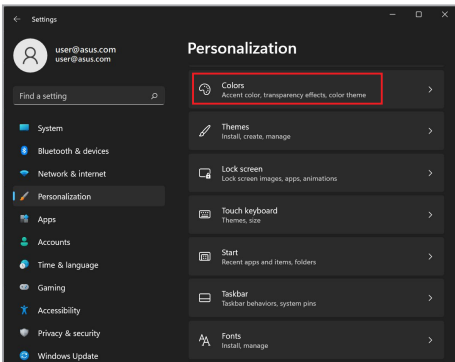 Settings
user@asus.com
user@asus.com
Find a setting
System
Bluetooth & devices
Network & internet
Personalization
Apps
Accounts
Time & language
Gaming
Accessibility
Privacy & security
Windows Update
Personalization
Colors
Accent color, transparency effects, color theme
Themes
Install, create, manage
Lock screen
Lock screen images, apps, animations
Touch keyboard
Themes, size
Start
Recent apps and items, folders
Taskbar
Taskbar behaviors, system pins
Fonts
Install, manage